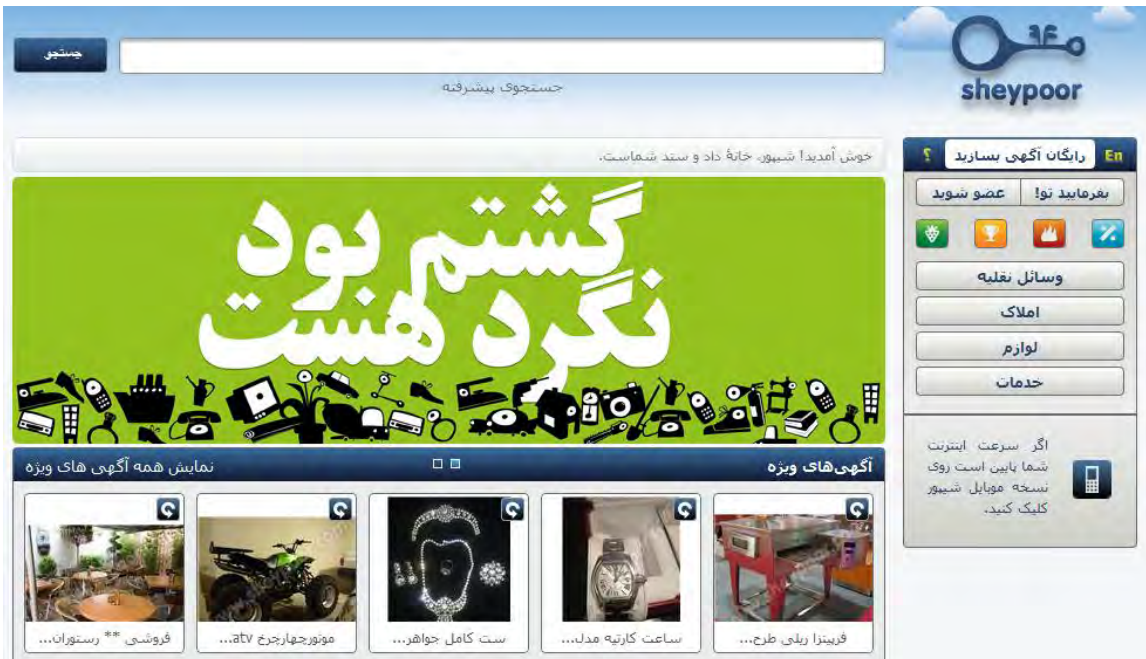 جستجو
جستجوی پیشرفته
sheypoor
En
رایگان آگهی بسازید
؟
بفرمایید تو!
عضو شوید
وسائل نقلیه
املاک
لوازم
خدمات
اگر سرعت اینترنت
شما پایین است روی
نسخه موبایل شیپور
کلیک کنید.
خوش آمدید! شیپور، خانهٔ داد و ستد شماست.
گشتم بود
نگرد هست
آگهی‌های ویژه
نمایش همه آگهی های ویژه
فرپیتزا ریلی طرح...
ساعت کارتیه مدل...
ست کامل جواهر...
موتورچهارچرخ atv...
فروشی ** رستوران...